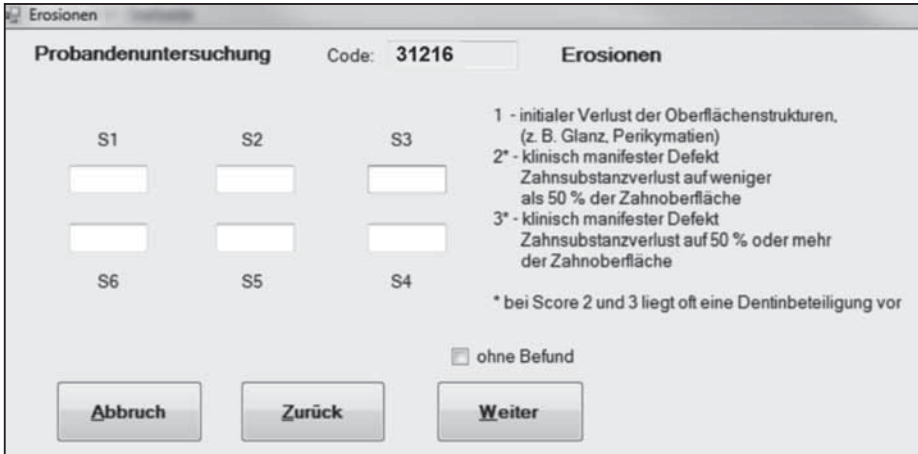 Erosionen
Probandenuntersuchung Code: 31216 Erosionen
S1 S2 S3
S6 S5 S4
1 - initialer Verlust der Oberflächenstrukturen,
(z. B. Glanz, Perikymatien)
2* - klinisch manifester Defekt
Zahnsubstanzverlust auf weniger
als 50 % der Zahnoberfläche
3* - klinisch manifester Defekt
Zahnsubstanzverlust auf 50 % oder mehr
der Zahnoberfläche
* bei Score 2 und 3 liegt oft eine Dentinbeteiligung vor
ohne Befund
Abbruch Zurück Weiter